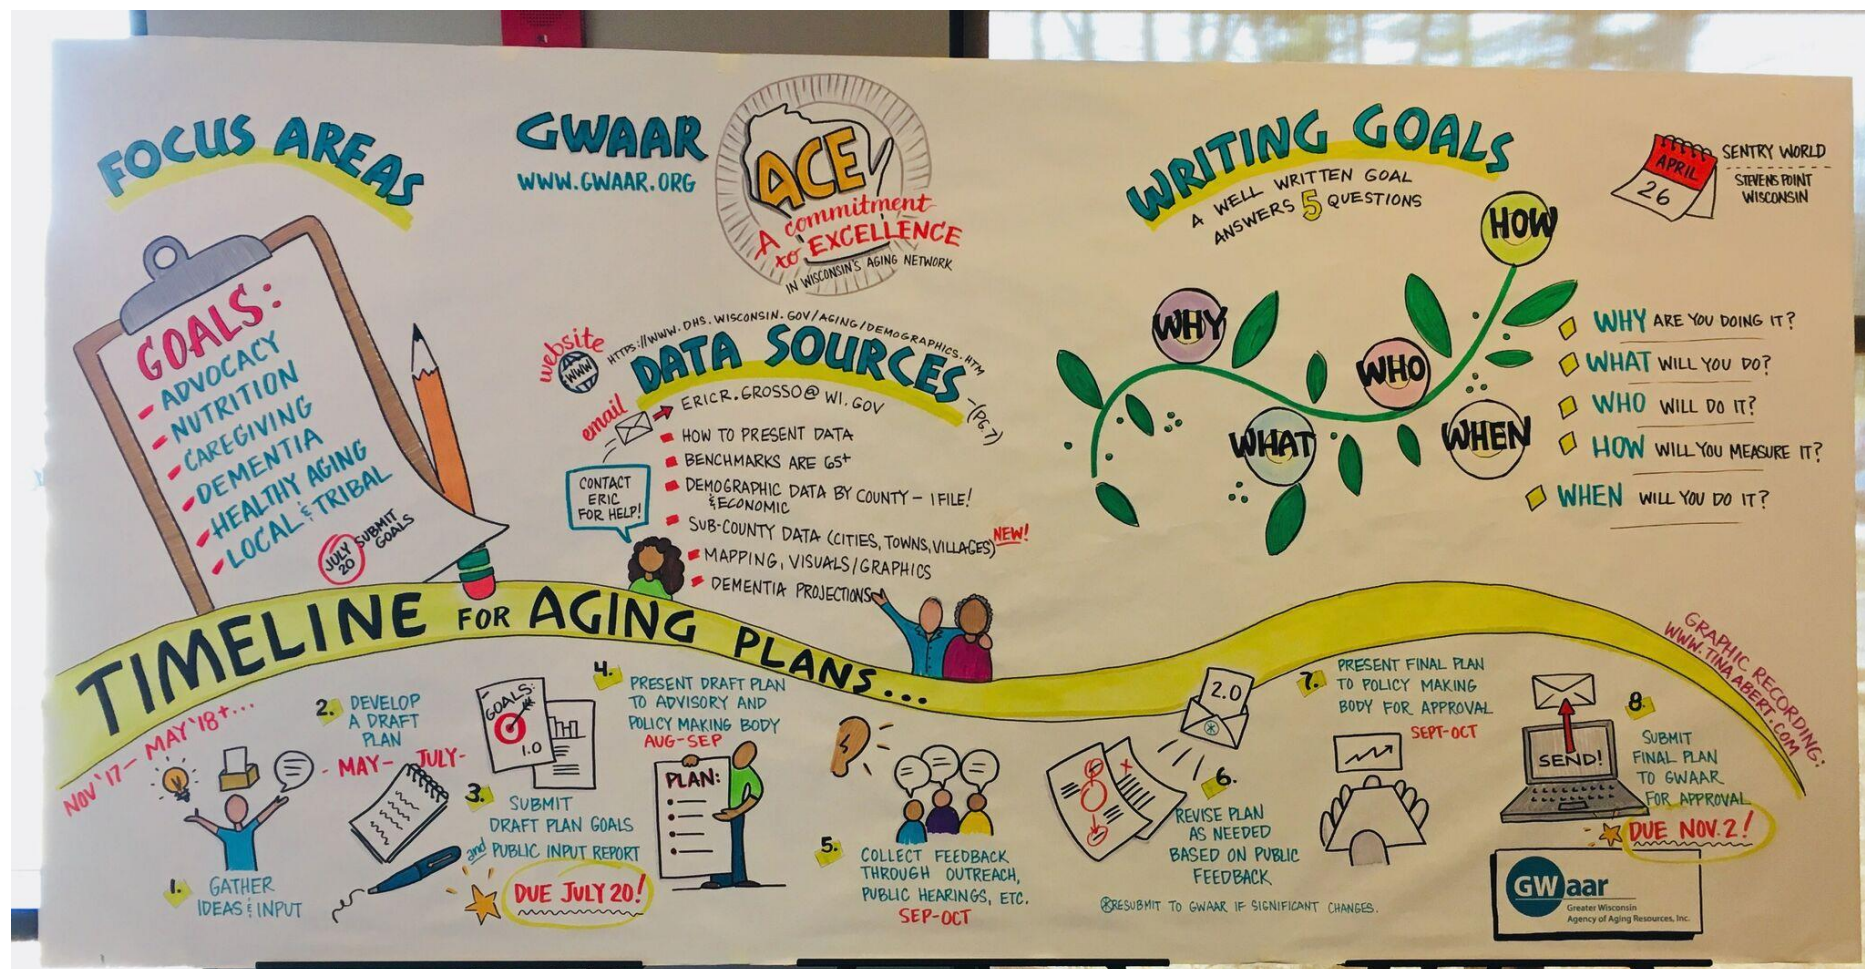 FOCUS AREAS
GOALS:
ADVOCACY
NUTRITION
CAREGIVING
DEMENTIA
HEALTHY AGING
LOCAL & TRIBAL
JULY
20
SUBMIT
GOALS
GWAAR
WWW.GWAAR.ORG
ACE
A commitment
to EXCELLENCE
IN WISCONSIN'S AGING NETWORK
website
WWW
HTTPS://WWW.DHS.WISCONSIN.GOV/AGING/DEMOGRAPHICS.HTM
DATA SOURCES
-(PG.7)
email
ERICR.GROSSO@WI.GOV
CONTACT
ERIC
FOR HELP!
HOW TO PRESENT DATA
BENCHMARKS ARE 65+
DEMOGRAPHIC DATA BY COUNTY - 1 FILE!
& ECONOMIC
SUB-COUNTY DATA (CITIES, TOWNS, VILLAGES) NEW!
MAPPING, VISUALS/GRAPHICS
DEMENTIA PROJECTIONS
WRITING GOALS
A WELL WRITTEN GOAL
ANSWERS 5 QUESTIONS
WHY
WHAT
WHO
WHEN
HOW
APRIL
26
SENTRY WORLD
STEVENS POINT
WISCONSIN
WHY ARE YOU DOING IT?
WHAT WILL YOU DO?
WHO WILL DO IT?
HOW WILL YOU MEASURE IT?
WHEN WILL YOU DO IT?
TIMELINE FOR AGING PLANS...
NOV '17 - MAY '18 +...
1. GATHER
IDEAS & INPUT
2. DEVELOP
A DRAFT
PLAN
- MAY - JULY -
GOALS:
1.0
3. SUBMIT
DRAFT PLAN GOALS
and PUBLIC INPUT REPORT
DUE JULY 20!
4. PRESENT DRAFT PLAN
TO ADVISORY AND
POLICY MAKING BODY
AUG-SEP
PLAN:
5. COLLECT FEEDBACK
THROUGH OUTREACH,
PUBLIC HEARINGS, ETC.
SEP-OCT
2.0
6. REVISE PLAN
AS NEEDED
BASED ON PUBLIC
FEEDBACK
*RESUBMIT TO GWAAR IF SIGNIFICANT CHANGES.
7. PRESENT FINAL PLAN
TO POLICY MAKING
BODY FOR APPROVAL
SEPT-OCT
SEND!
8. SUBMIT
FINAL PLAN
TO GWAAR
FOR APPROVAL
DUE NOV. 2!
GWaar
Greater Wisconsin
Agency of Aging Resources, Inc.
GRAPHIC RECORDING:
WWW.TINAABERT.COM